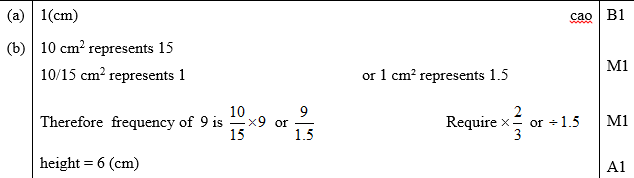 (a) 1(cm) cao B1
(b) 10 cm² represents 15
10/15 cm² represents 1 or 1 cm² represents 1.5 M1
Therefore frequency of 9 is 10/15 ×9 or 9/1.5 Require × 2/3 or ÷1.5 M1
height = 6 (cm) A1